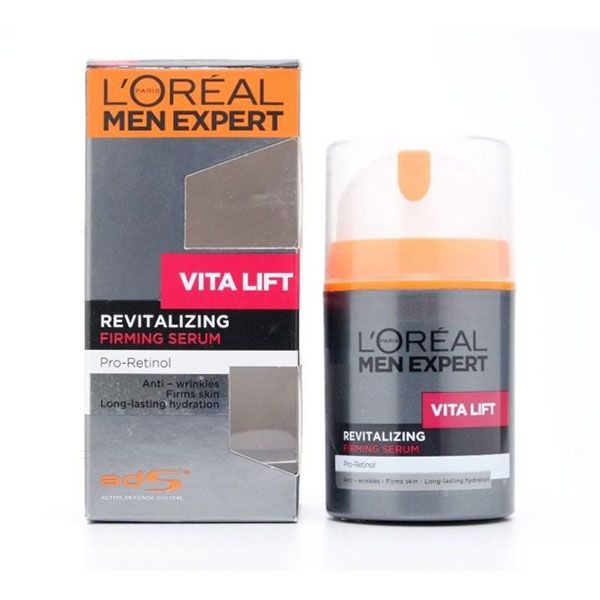 L'ORÉAL
PARIS
MEN EXPERT
VITA LIFT
REVITALIZING
FIRMING SERUM
Pro-Retinol
Anti - wrinkles
Firms skin
Long-lasting hydration
adS
ACTIVE DEFENSE SYSTEM
L'ORÉAL
PARIS
MEN EXPERT
VITA LIFT
REVITALIZING
FIRMING SERUM
Pro-Retinol
Anti - wrinkles - Firms skin - Long-lasting hydration